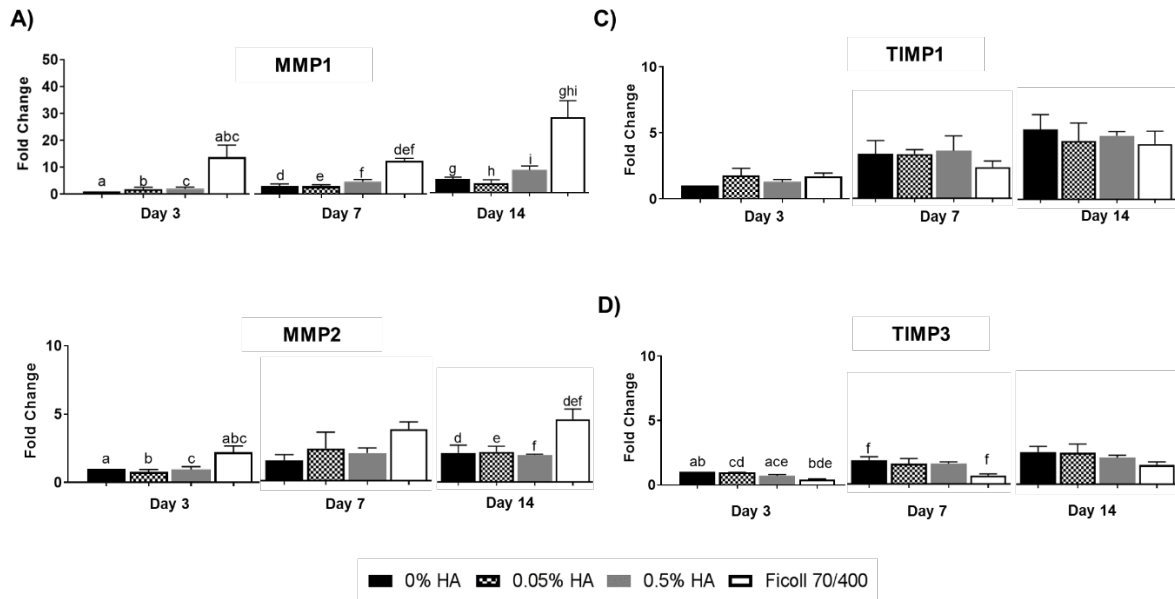 A)
MMP1
Fold Change
50
40
30
20
10
0
a b c abc
d e f def
g h i ghi
Day 3 Day 7 Day 14
C)
TIMP1
Fold Change
10
5
0
Day 3 Day 7 Day 14
MMP2
Fold Change
10
5
0
a b c abc
d e f def
Day 3 Day 7 Day 14
D)
TIMP3
Fold Change
10
5
0
ab cd ace bde
f f
Day 3 Day 7 Day 14
0% HA 0.05% HA 0.5% HA Ficoll 70/400